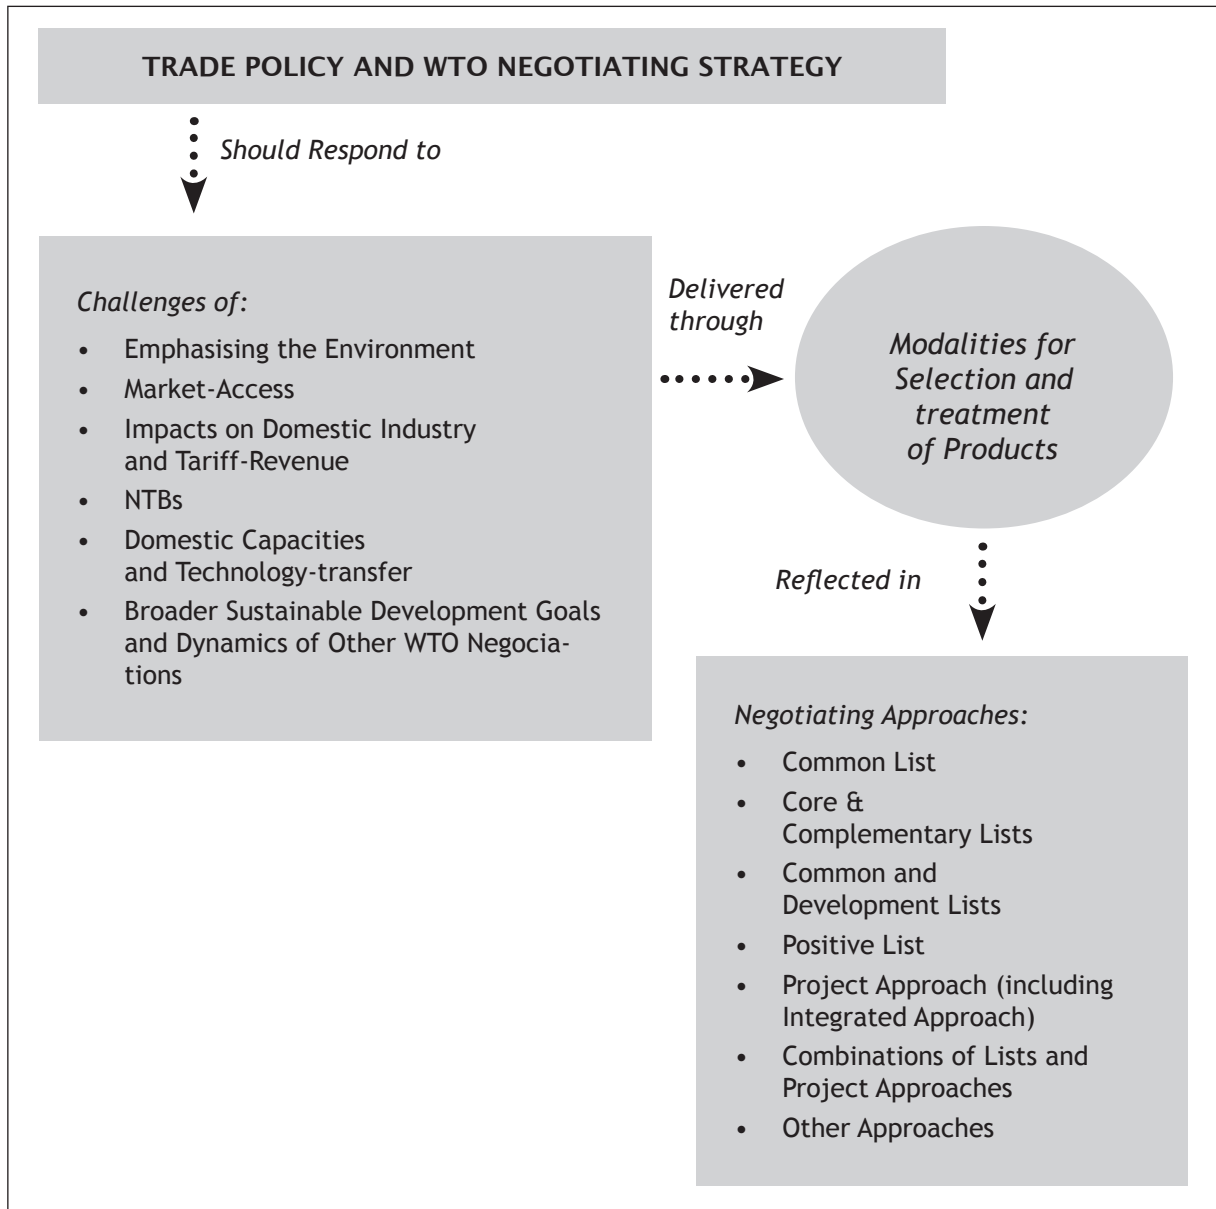 TRADE POLICY AND WTO NEGOTIATING STRATEGY
Should Respond to
Challenges of:
• Emphasising the Environment
• Market-Access
• Impacts on Domestic Industry
and Tariff-Revenue
• NTBs
• Domestic Capacities
and Technology-transfer
• Broader Sustainable Development Goals
and Dynamics of Other WTO Negocia-
tions
Delivered
through
Modalities for
Selection and
treatment
of Products
Reflected in
Negotiating Approaches:
• Common List
• Core &
Complementary Lists
• Common and
Development Lists
• Positive List
• Project Approach (including
Integrated Approach)
• Combinations of Lists and
Project Approaches
• Other Approaches